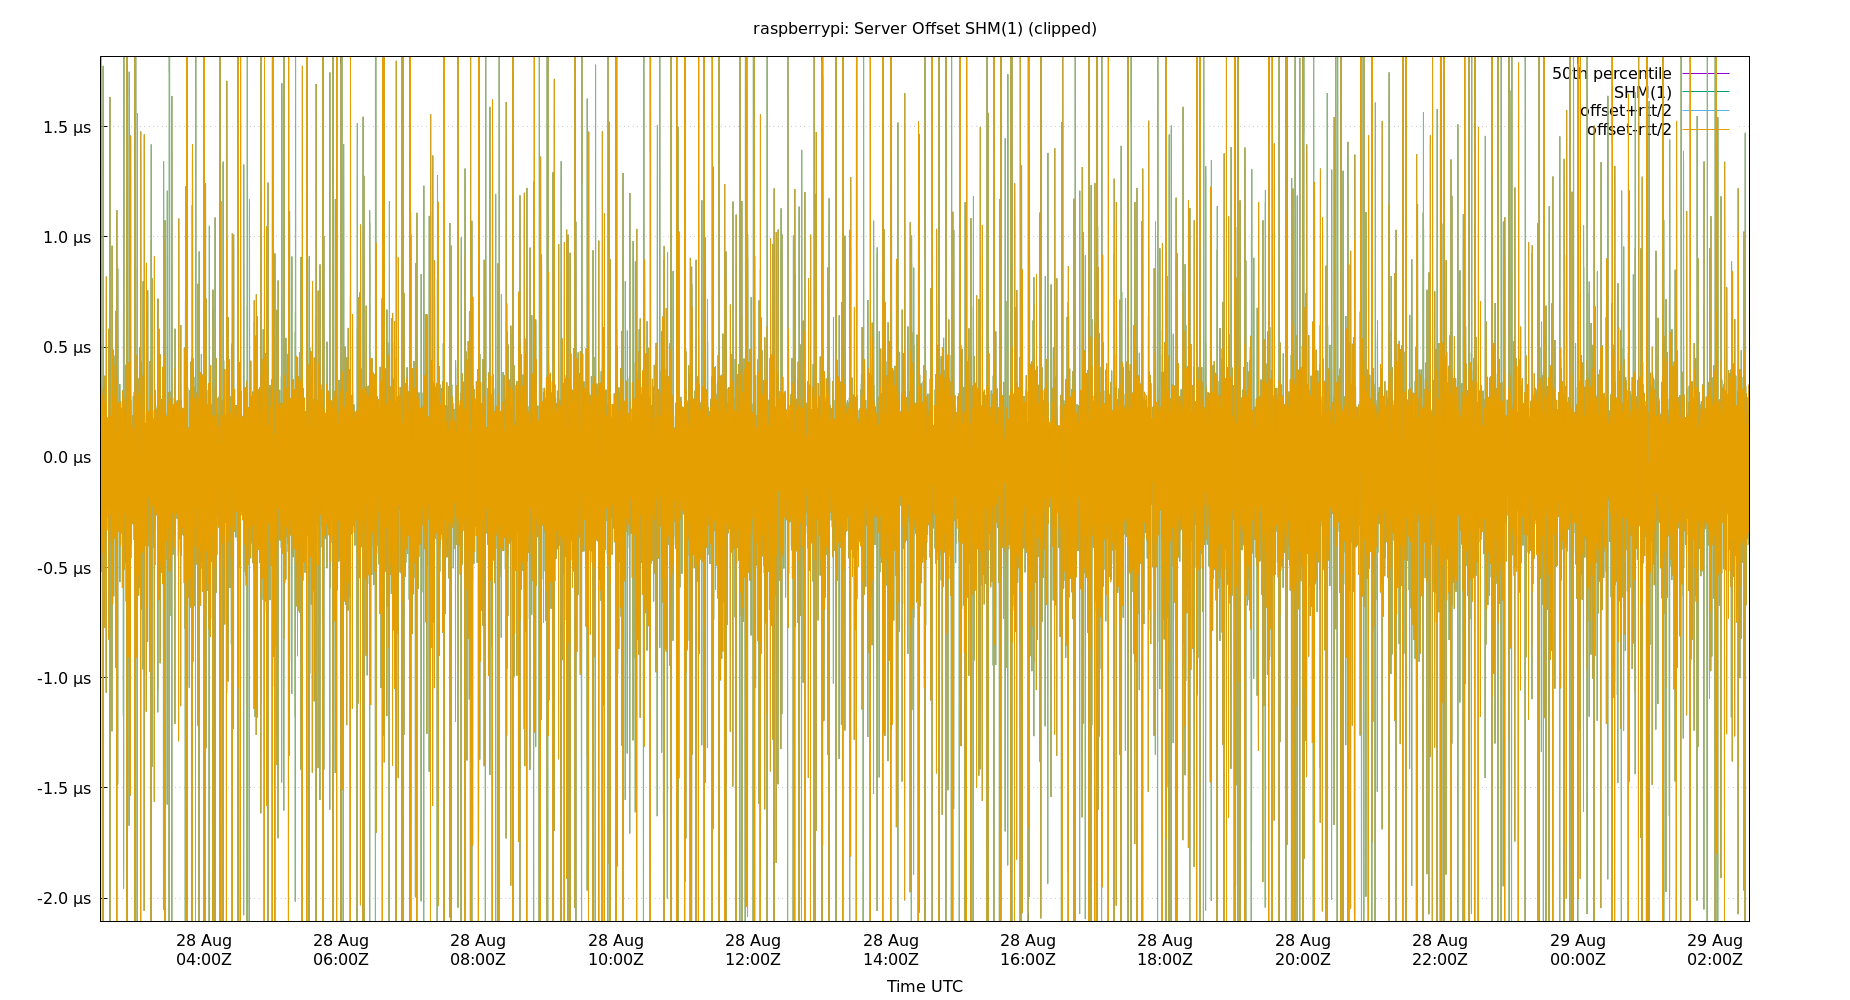 raspberrypi: Server Offset SHM(1) (clipped)
50th percentile
SHM(1)
offset+rtt/2
offset-rtt/2
1.5 µs
1.0 µs
0.5 µs
0.0 µs
-0.5 µs
-1.0 µs
-1.5 µs
-2.0 µs
28 Aug 28 Aug 28 Aug 28 Aug 28 Aug 28 Aug 28 Aug 28 Aug 28 Aug 28 Aug 29 Aug 29 Aug
04:00Z 06:00Z 08:00Z 10:00Z 12:00Z 14:00Z 16:00Z 18:00Z 20:00Z 22:00Z 00:00Z 02:00Z
Time UTC